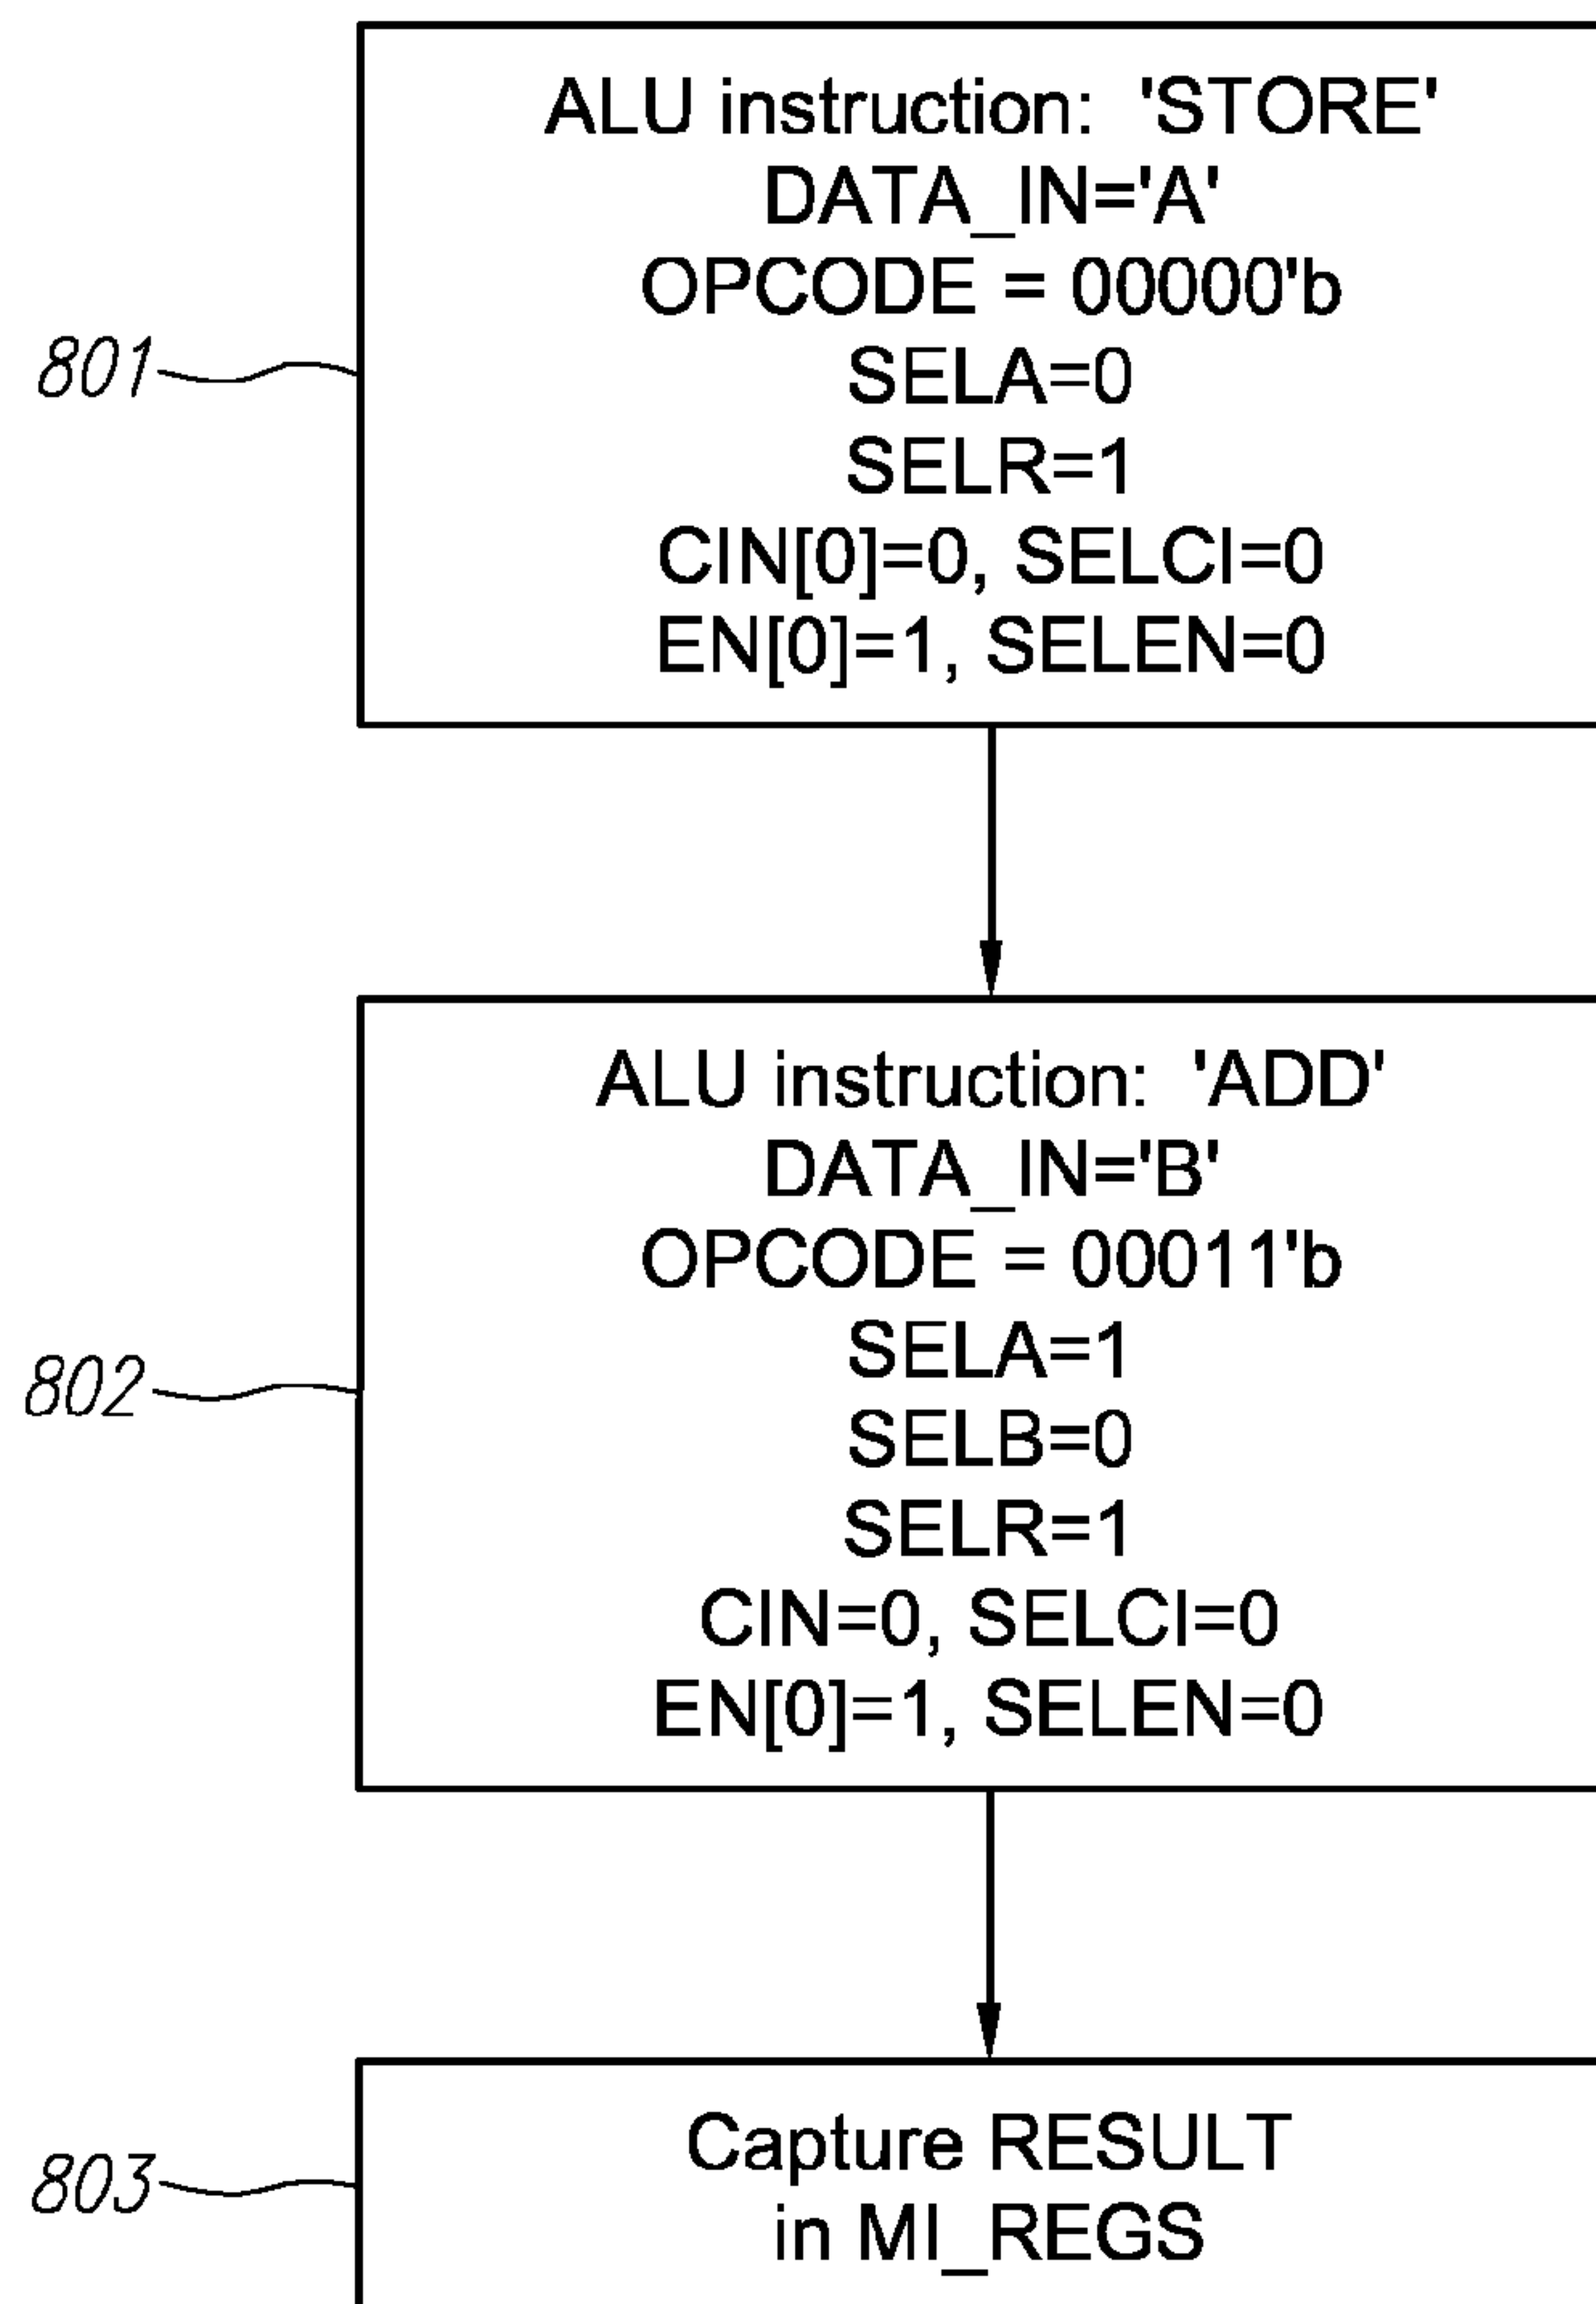 ALU instruction: 'STORE'
DATA_IN='A'
OPCODE = 00000'b
801
SELA=0
SELR=1
CIN[0]=0, SELCI=0
EN[0]=1, SELEN=0
ALU instruction: 'ADD'
DATA_IN='B'
OPCODE = 00011'b
SELA=1
802
SELB=0
SELR=1
CIN=0, SELCI=0
EN[0]=1, SELEN=0
Capture RESULT
803
in MI_REGS